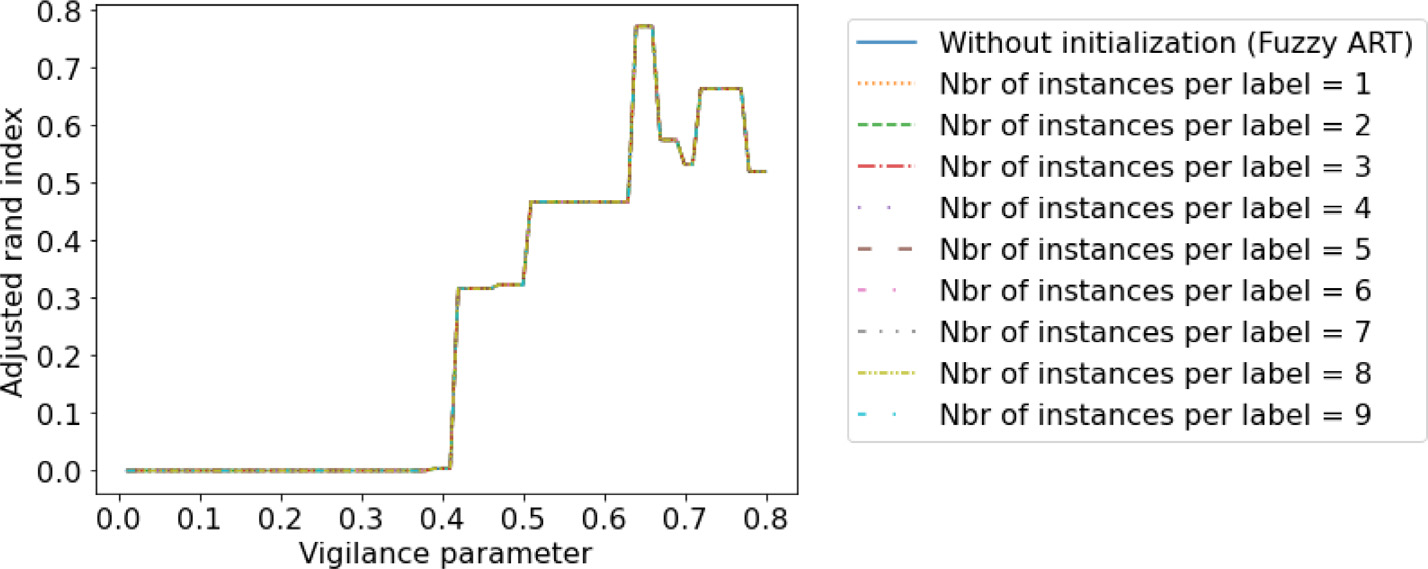 0.8
0.7
0.6
0.5
0.4
0.3
0.2
0.1
0.0
Adjusted rand index
0.0 0.1 0.2 0.3 0.4 0.5 0.6 0.7 0.8
Vigilance parameter
Without initialization (Fuzzy ART)
Nbr of instances per label = 1
Nbr of instances per label = 2
Nbr of instances per label = 3
Nbr of instances per label = 4
Nbr of instances per label = 5
Nbr of instances per label = 6
Nbr of instances per label = 7
Nbr of instances per label = 8
Nbr of instances per label = 9